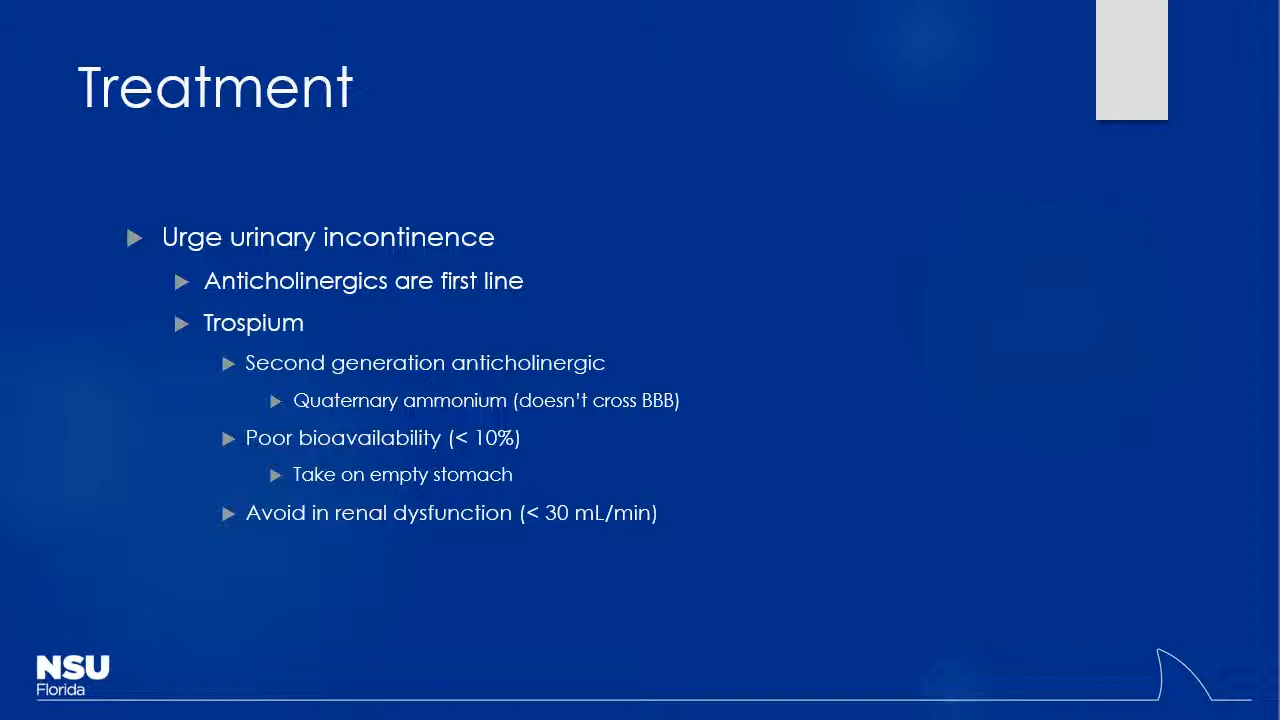 Treatment
Urge urinary incontinence
Anticholinergics are first line
Trospium
Second generation anticholinergic
Quaternary ammonium (doesn't cross BBB)
Poor bioavailability (< 10%)
Take on empty stomach
Avoid in renal dysfunction (< 30 mL/min)
NSU
Florida